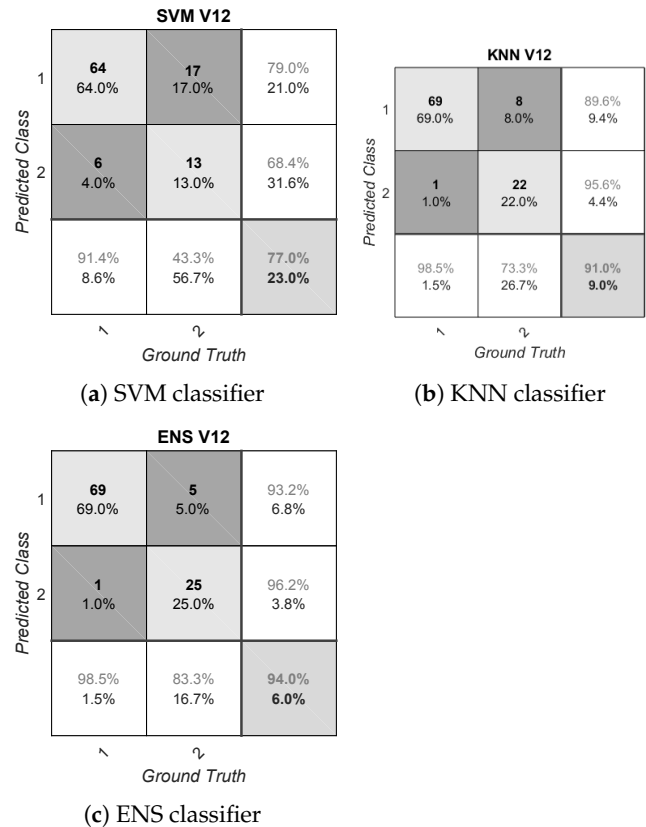 SVM V12
Predicted Class
1
64 17 79.0%
64.0% 17.0% 21.0%
2
6 13 68.4%
4.0% 13.0% 31.6%
91.4% 43.3% 77.0%
8.6% 56.7% 23.0%
1 2
Ground Truth
(a) SVM classifier
KNN V12
Predicted Class
1
69 8 89.6%
69.0% 8.0% 9.4%
2
1 22 95.6%
1.0% 22.0% 4.4%
98.5% 73.3% 91.0%
1.5% 26.7% 9.0%
1 2
Ground Truth
(b) KNN classifier
ENS V12
Predicted Class
1
69 5 93.2%
69.0% 5.0% 6.8%
2
1 25 96.2%
1.0% 25.0% 3.8%
98.5% 83.3% 94.0%
1.5% 16.7% 6.0%
1 2
Ground Truth
(c) ENS classifier